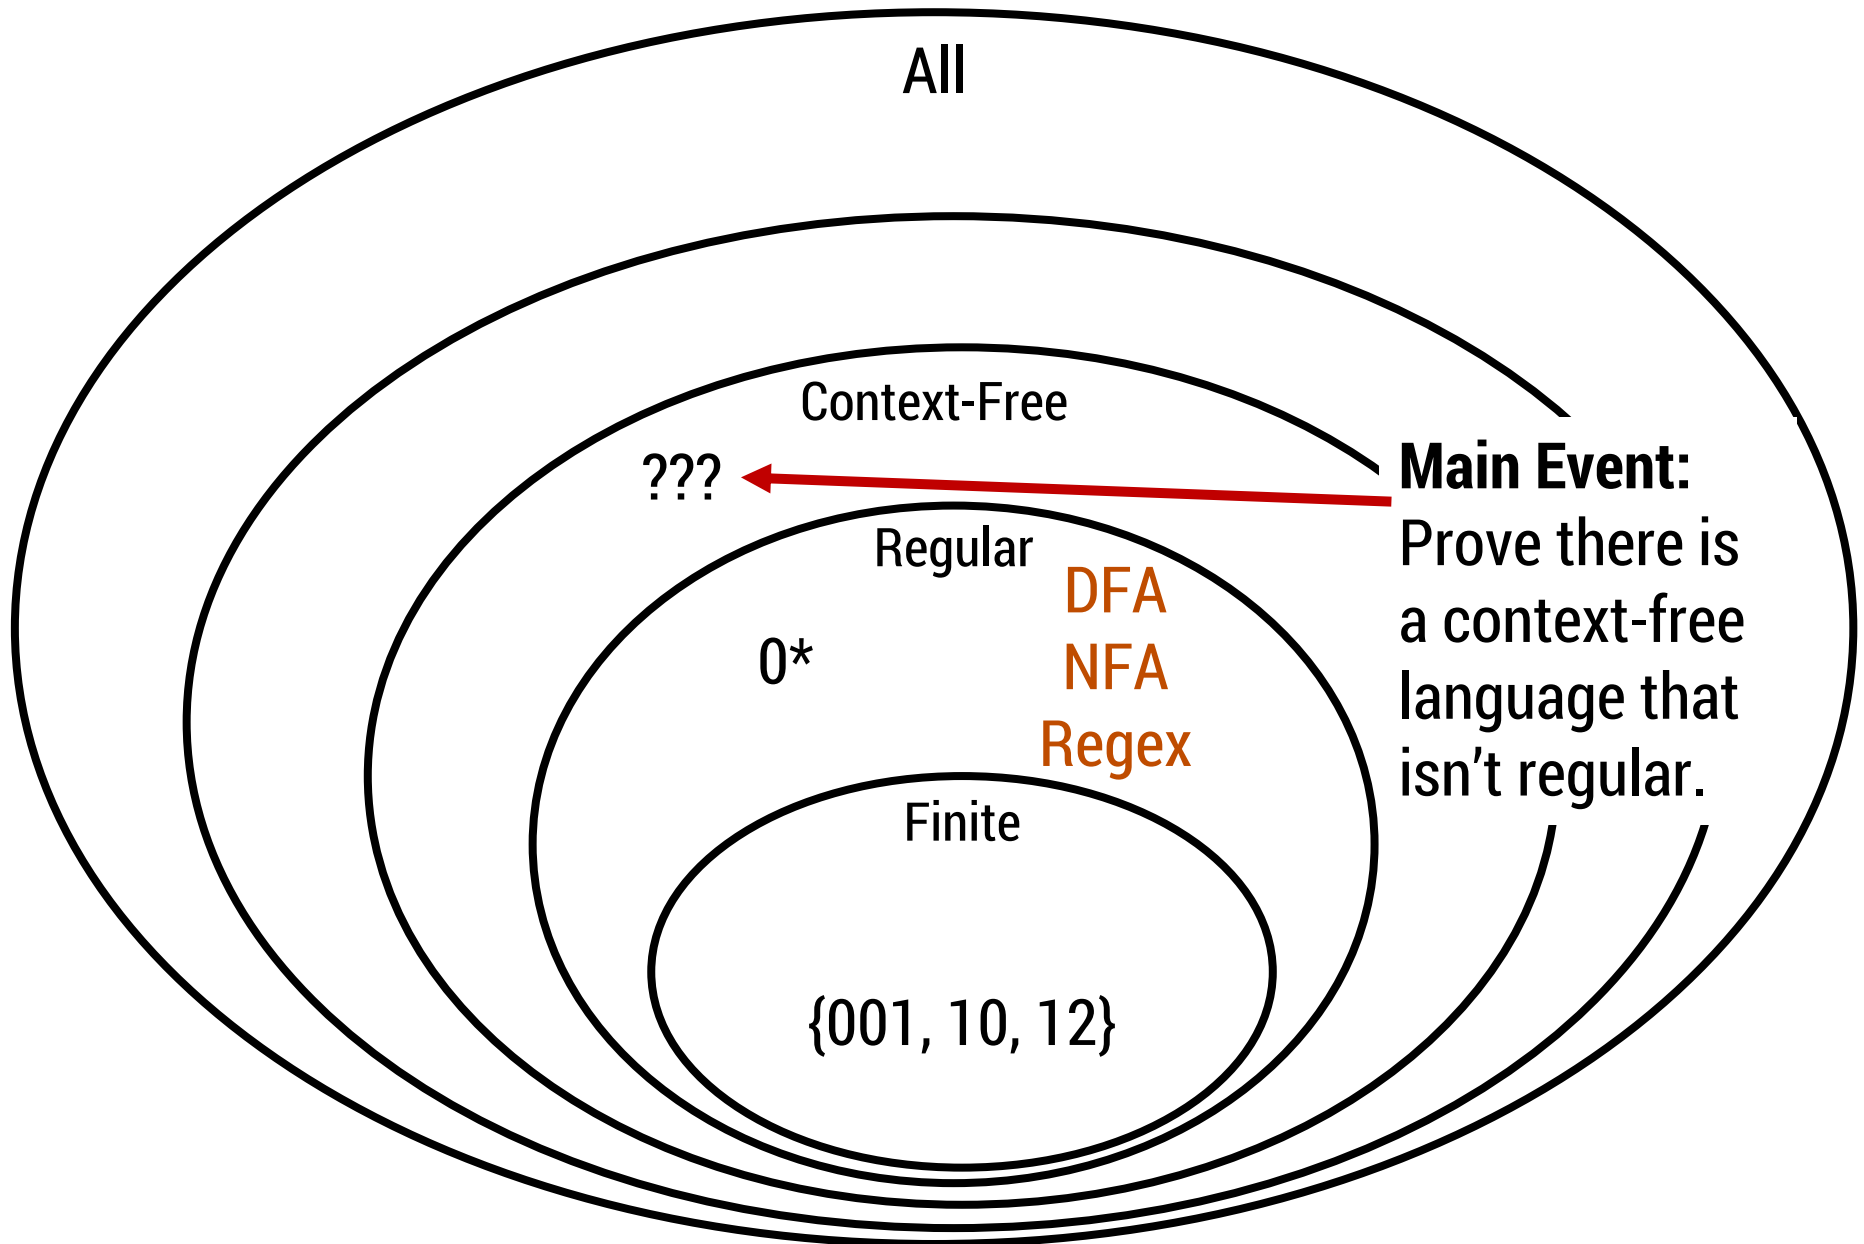 All
Context-Free
???
Main Event:
Prove there is
a context-free
language that
isn't regular.
Regular
DFA
NFA
Regex
0*
Finite
{001, 10, 12}